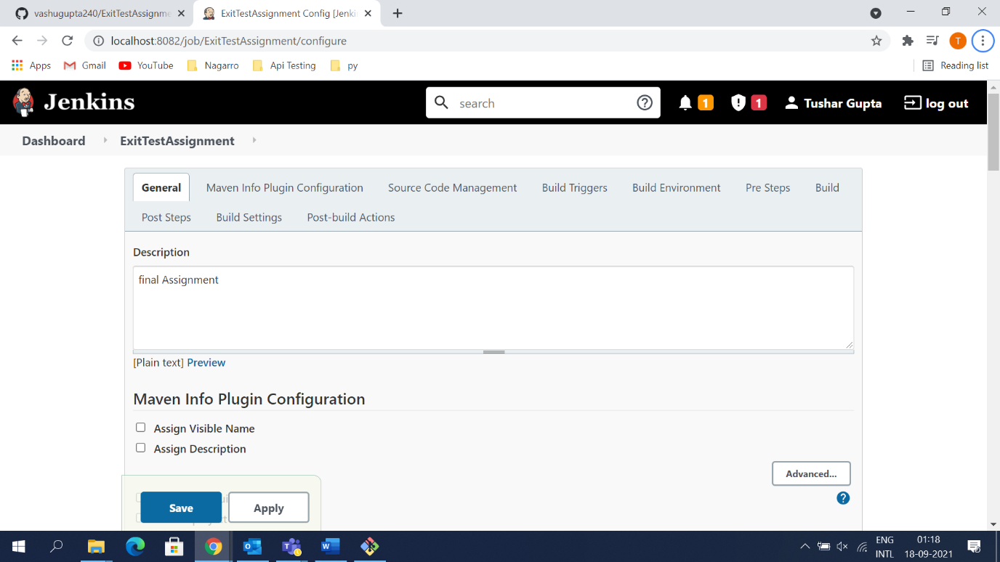 vashugupta240/ExitTestAssignme
ExitTestAssignment Config [Jenki
localhost:8082/job/ExitTestAssignment/configure
T
Apps Gmail YouTube Nagarro Api Testing py Reading list
Jenkins search 1 1 Tushar Gupta log out
Dashboard ExitTestAssignment
General Maven Info Plugin Configuration Source Code Management Build Triggers Build Environment Pre Steps Build
Post Steps Build Settings Post-build Actions
Description
final Assignment
[Plain text] Preview
Maven Info Plugin Configuration
Assign Visible Name
Assign Description
Advanced...
Save Apply
ENG 01:18
INTL 18-09-2021